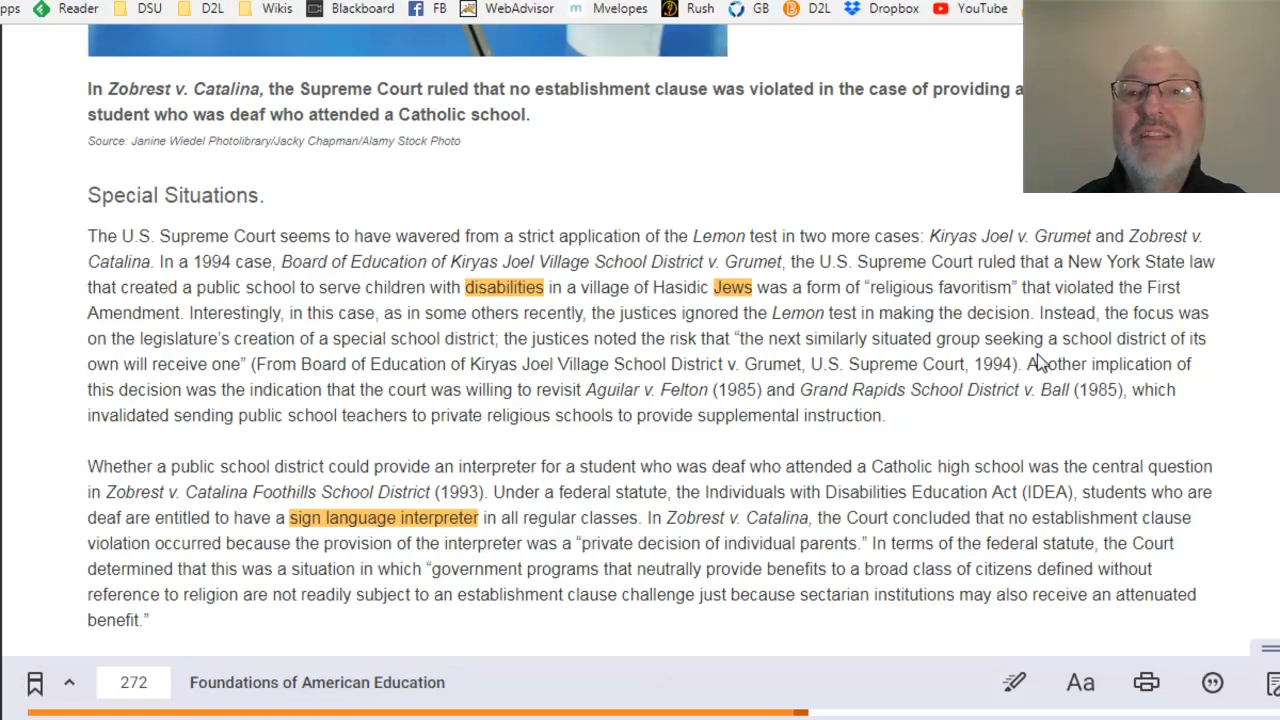 pps Reader DSU D2L Wikis Blackboard FB WebAdvisor Mvelopes Rush GB D2L Dropbox YouTube
In Zobrest v. Catalina, the Supreme Court ruled that no establishment clause was violated in the case of providing a
student who was deaf who attended a Catholic school.
Source: Janine Wiedel Photolibrary/Jacky Chapman/Alamy Stock Photo
Special Situations.
The U.S. Supreme Court seems to have wavered from a strict application of the Lemon test in two more cases: Kiryas Joel v. Grumet and Zobrest v.
Catalina. In a 1994 case, Board of Education of Kiryas Joel Village School District v. Grumet, the U.S. Supreme Court ruled that a New York State law
that created a public school to serve children with disabilities in a village of Hasidic Jews was a form of “religious favoritism” that violated the First
Amendment. Interestingly, in this case, as in some others recently, the justices ignored the Lemon test in making the decision. Instead, the focus was
on the legislature’s creation of a special school district; the justices noted the risk that “the next similarly situated group seeking a school district of its
own will receive one” (From Board of Education of Kiryas Joel Village School District v. Grumet, U.S. Supreme Court, 1994). Another implication of
this decision was the indication that the court was willing to revisit Aguilar v. Felton (1985) and Grand Rapids School District v. Ball (1985), which
invalidated sending public school teachers to private religious schools to provide supplemental instruction.
Whether a public school district could provide an interpreter for a student who was deaf who attended a Catholic high school was the central question
in Zobrest v. Catalina Foothills School District (1993). Under a federal statute, the Individuals with Disabilities Education Act (IDEA), students who are
deaf are entitled to have a sign language interpreter in all regular classes. In Zobrest v. Catalina, the Court concluded that no establishment clause
violation occurred because the provision of the interpreter was a “private decision of individual parents.” In terms of the federal statute, the Court
determined that this was a situation in which “government programs that neutrally provide benefits to a broad class of citizens defined without
reference to religion are not readily subject to an establishment clause challenge just because sectarian institutions may also receive an attenuated
benefit.”
272 Foundations of American Education Aa